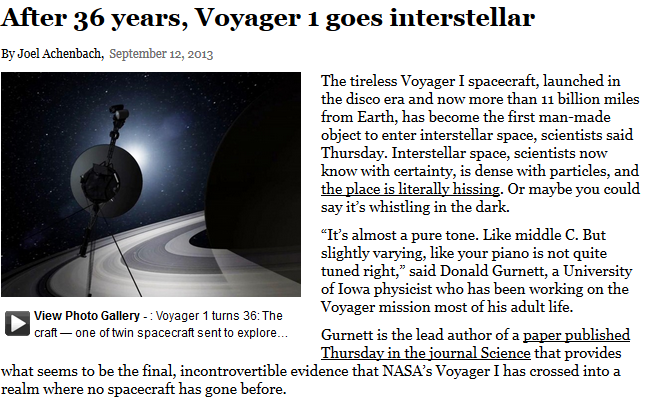 After 36 years, Voyager 1 goes interstellar
By Joel Achenbach, September 12, 2013
The tireless Voyager I spacecraft, launched in
the disco era and now more than 11 billion miles
from Earth, has become the first man-made
object to enter interstellar space, scientists said
Thursday. Interstellar space, scientists now
know with certainty, is dense with particles, and
the place is literally hissing. Or maybe you could
say it's whistling in the dark.
“It's almost a pure tone. Like middle C. But
slightly varying, like your piano is not quite
tuned right,” said Donald Gurnett, a University
of Iowa physicist who has been working on the
Voyager mission most of his adult life.
View Photo Gallery - : Voyager 1 turns 36: The
craft — one of twin spacecraft sent to explore…
Gurnett is the lead author of a paper published
Thursday in the journal Science that provides
what seems to be the final, incontrovertible evidence that NASA's Voyager I has crossed into a
realm where no spacecraft has gone before.